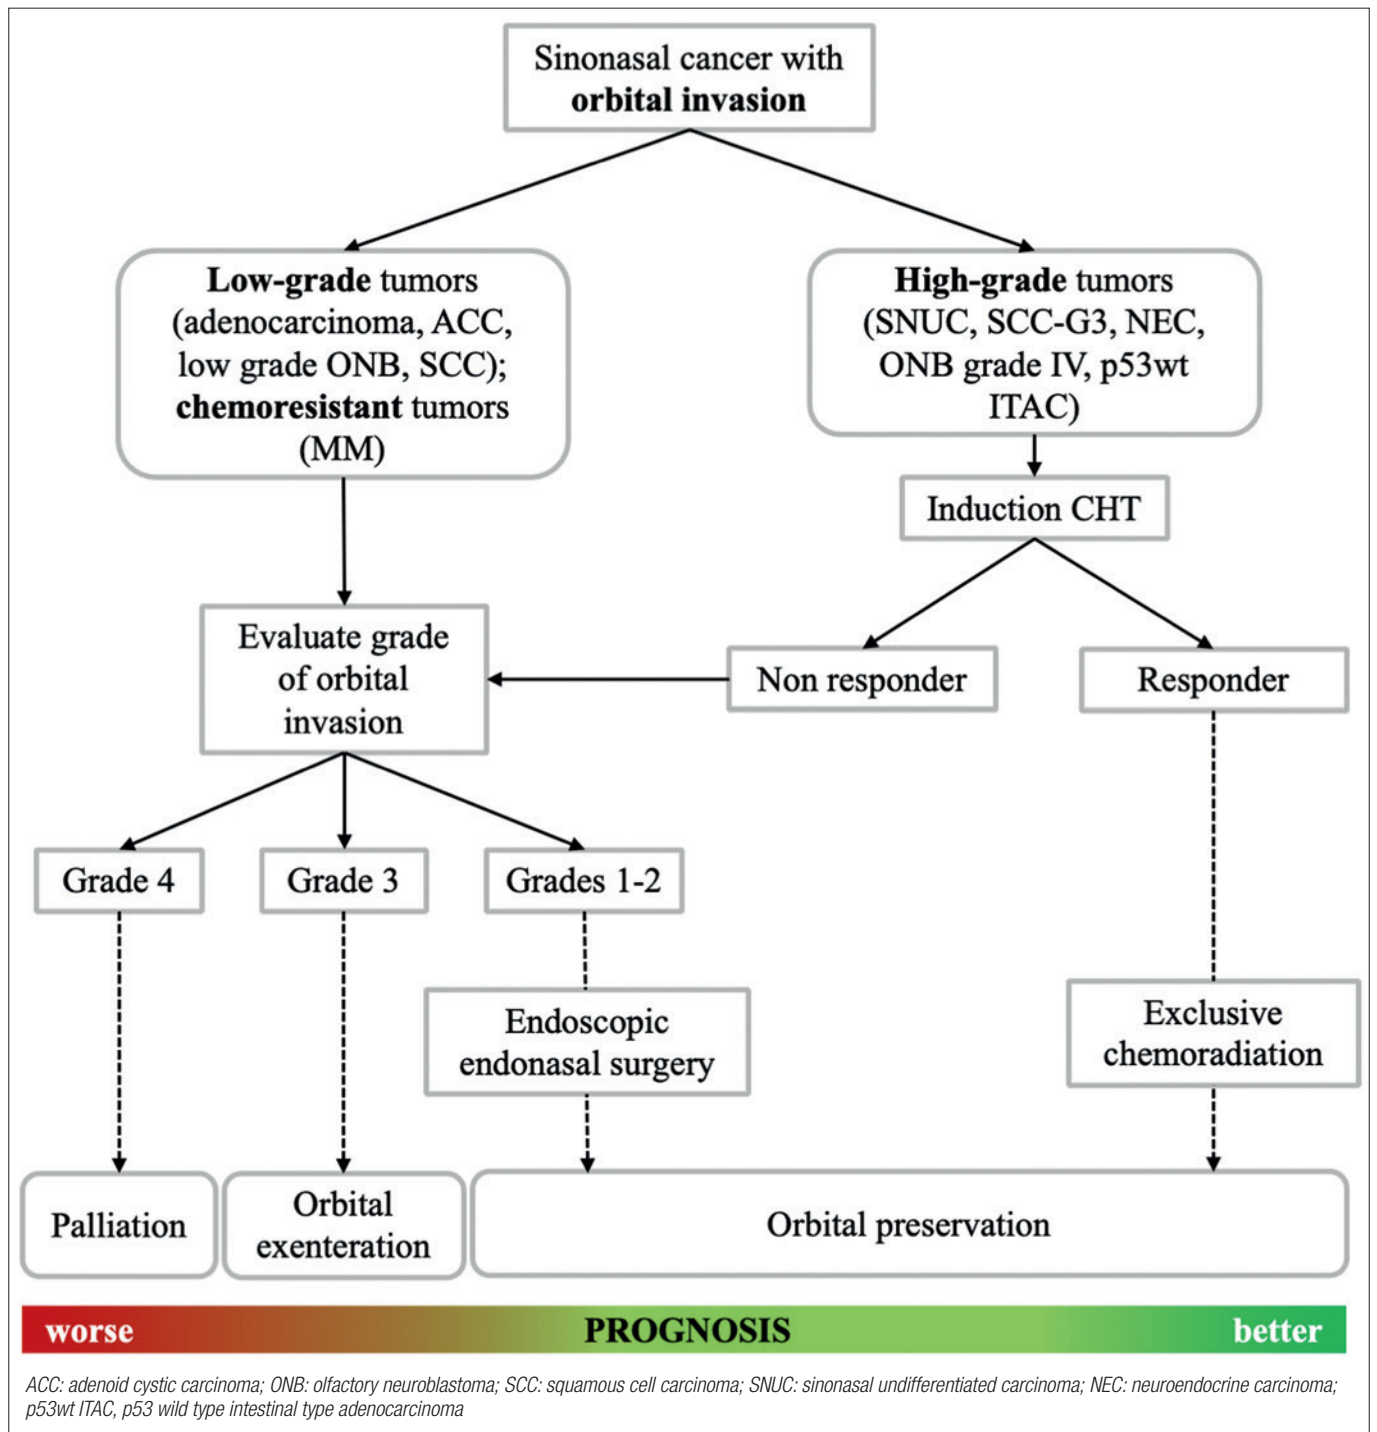 Sinonasal cancer with
orbital invasion
Low-grade tumors
(adenocarcinoma, ACC,
low grade ONB, SCC);
chemoresistant tumors
(MM)
High-grade tumors
(SNUC, SCC-G3, NEC,
ONB grade IV, p53wt
ITAC)
Induction CHT
Evaluate grade
of orbital
invasion
Non responder
Responder
Grade 4
Grade 3
Grades 1-2
Endoscopic
endonasal surgery
Exclusive
chemoradiation
Palliation
Orbital
exenteration
Orbital preservation
worse PROGNOSIS better
ACC: adenoid cystic carcinoma; ONB: olfactory neuroblastoma; SCC: squamous cell carcinoma; SNUC: sinonasal undifferentiated carcinoma; NEC: neuroendocrine carcinoma;
p53wt ITAC, p53 wild type intestinal type adenocarcinoma